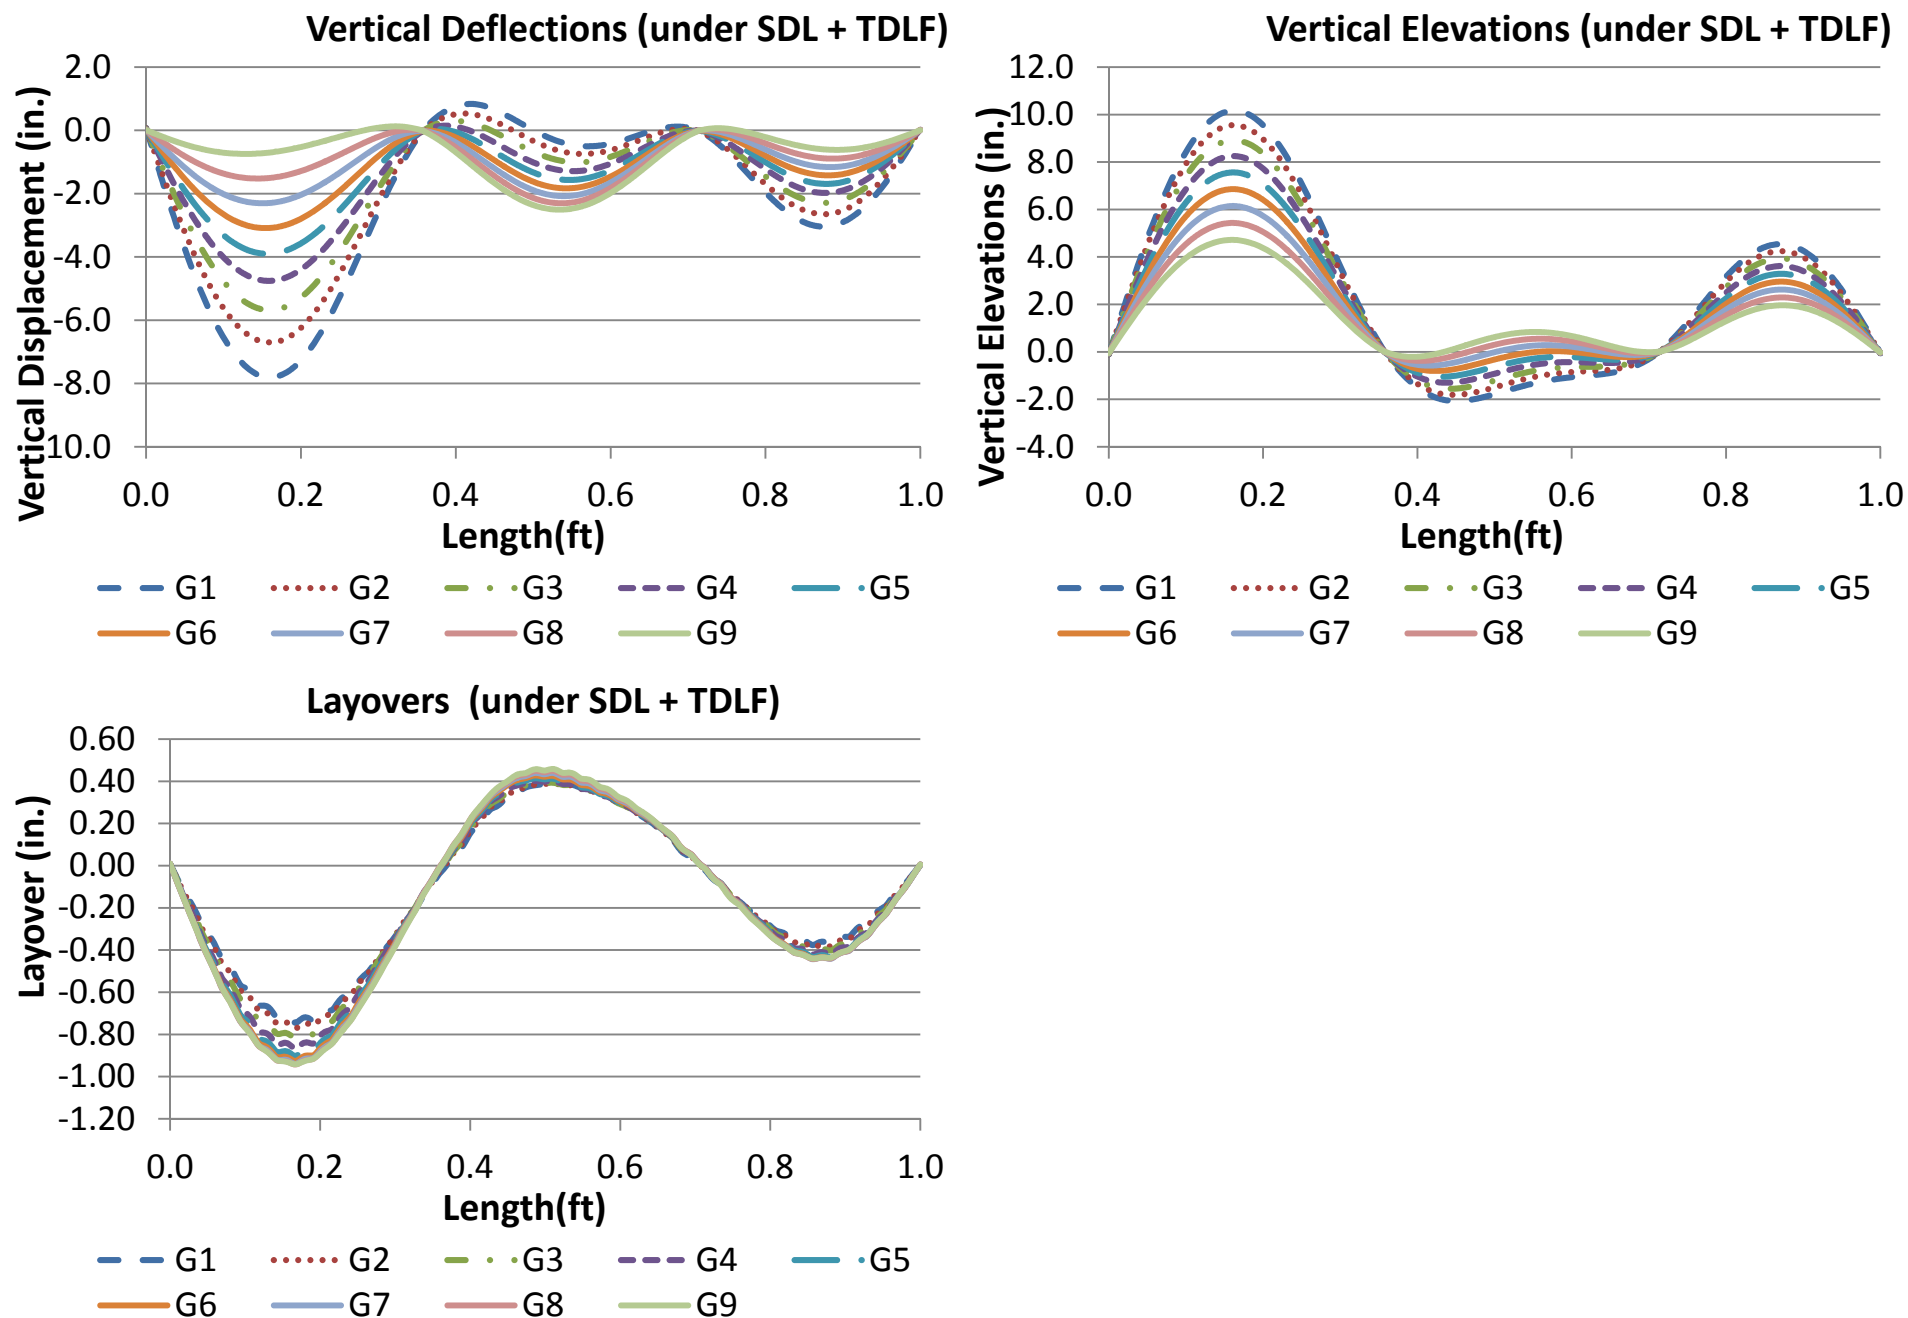 Vertical Deflections (under SDL + TDLF)
Vertical Displacement (in.)
2.0
0.0
-2.0
-4.0
-6.0
-8.0
10.0
0.0 0.2 0.4 0.6 0.8 1.0
Length(ft)
G1 G2 G3 G4 G5
G6 G7 G8 G9
Vertical Elevations (under SDL + TDLF)
Vertical Elevations (in.)
12.0
10.0
8.0
6.0
4.0
2.0
0.0
-2.0
-4.0
0.0 0.2 0.4 0.6 0.8 1.0
Length(ft)
G1 G2 G3 G4 G5
G6 G7 G8 G9
Layovers (under SDL + TDLF)
Layover (in.)
0.60
0.40
0.20
0.00
-0.20
-0.40
-0.60
-0.80
-1.00
-1.20
0.0 0.2 0.4 0.6 0.8 1.0
Length(ft)
G1 G2 G3 G4 G5
G6 G7 G8 G9